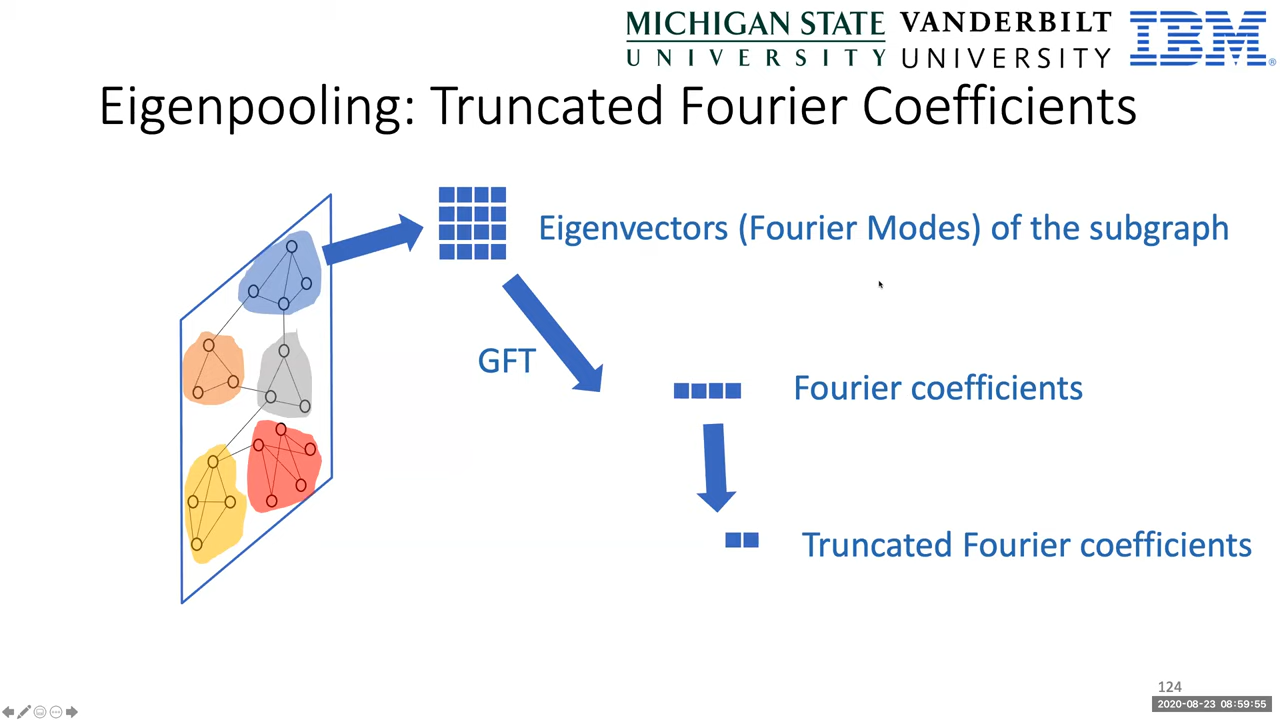 MICHIGAN STATE
UNIVERSITY
VANDERBILT
UNIVERSITY
IBM®
Eigenpooling: Truncated Fourier Coefficients
Eigenvectors (Fourier Modes) of the subgraph
GFT
Fourier coefficients
Truncated Fourier coefficients
124
2020-08-23 08:59:55